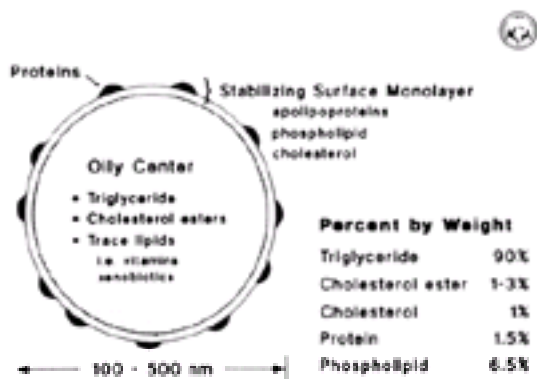 Proteins
Stabilizing Surface Monolayer
apolipoproteins
phospholipid
cholesterol
Oily Center
• Triglyceride
• Cholesterol esters
• Trace lipids
i.e. vitamins
xenobiotics
Percent by Weight
Triglyceride 90%
Cholesterol ester 1-3%
Cholesterol 1%
Protein 1.5%
Phospholipid 6.5%
100 - 500 nm